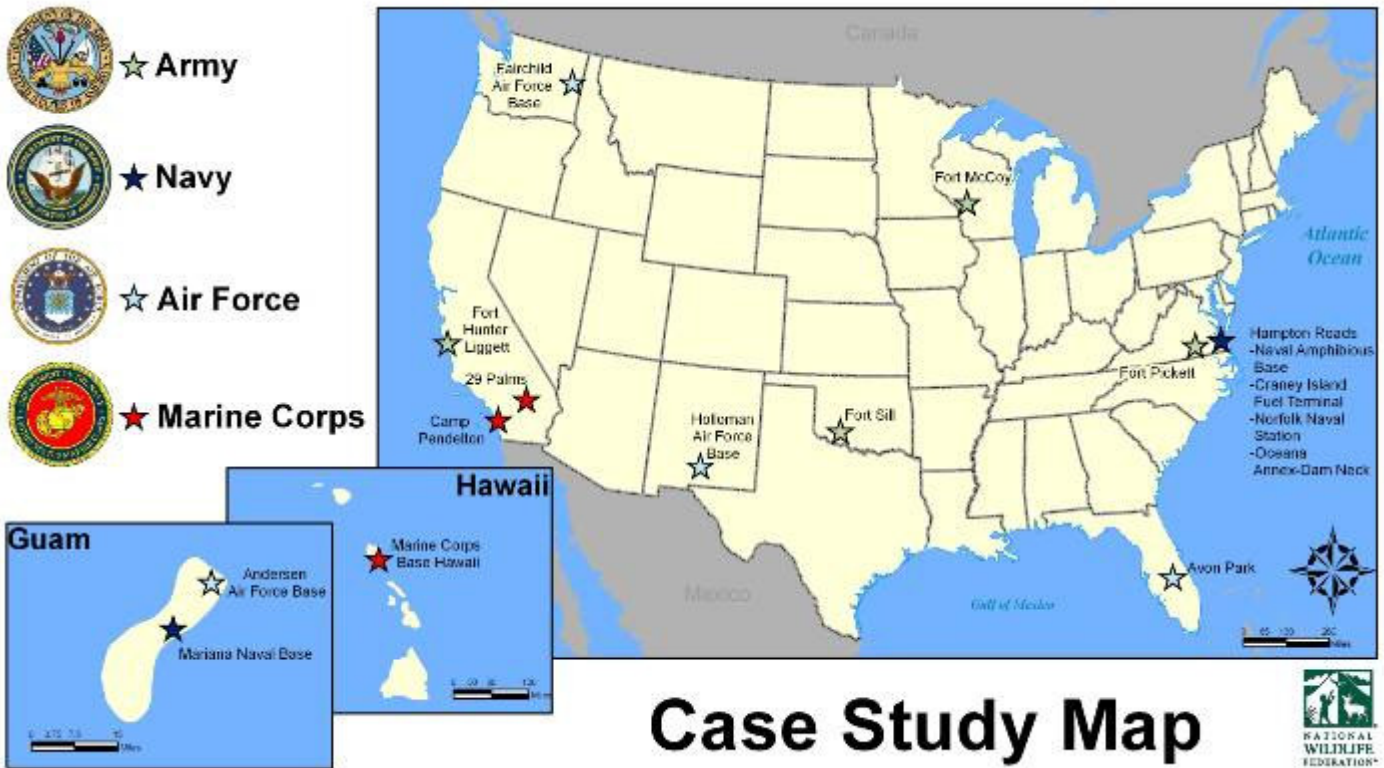 Army
Navy
Air Force
Marine Corps
Canada
Fairchild
Air Force
Base
Fort McCoy
Atlantic
Ocean
Fort
Hunter
Liggett
29 Palms
Camp
Pendelton
Holloman
Air Force
Base
Fort Sill
Fort Pickett
Hampton Roads
-Naval Amphibious
Base
-Craney Island
Fuel Terminal
-Norfolk Naval
Station
-Oceana
Annex-Dam Neck
Avon Park
Mexico
Gulf of Mexico
Miles
Hawaii
Marine Corps
Base Hawaii
Guam
Andersen
Air Force Base
Mariana Naval Base
Miles
Case Study Map
NATIONAL
WILDLIFE
FEDERATION